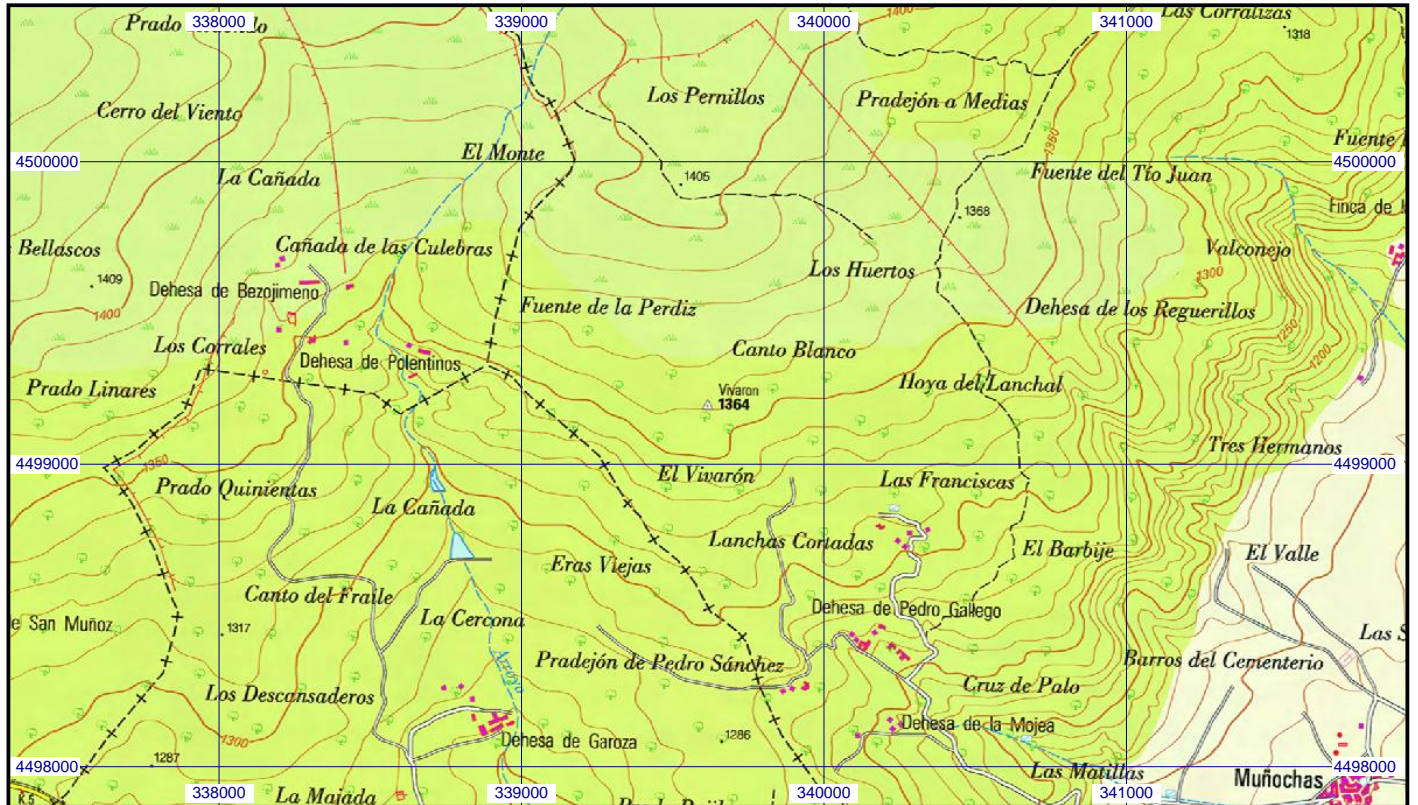 Prado
338000
339000
340000
1400
341000
Las Corralizas
1318
Cerro del Viento
Los Pernillos
Pradejón a Medias
1350
Fuente
4500000
El Monte
4500000
La Cañada
1405
Fuente del Tío Juan
1368
Finca de
Bellascos
Cañada de las Culebras
Valconejo
1409
Dehesa de Bezojimeno
Los Huertos
1300
1400
Fuente de la Perdiz
Dehesa de los Reguerillos
1250
Los Corrales
Dehesa de Polentinos
Canto Blanco
1200
Prado Linares
Vivaron
1364
Hoya del Lanchal
4499000
1350
El Vivarón
Tres Hermanos
4499000
Prado Quinientas
La Cañada
Las Franciscas
Lanchas Cortadas
El Barbije
El Valle
Eras Viejas
Canto del Fraile
La Cercona
Dehesa de Pedro Gallego
e San Muñoz
1317
Las S
Arroyo
Pradejón de Pedro Sánchez
Barros del Cementerio
Los Descansaderos
Cruz de Palo
Dehesa de la Mojea
1300
Dehesa de Garoza
1286
4498000
1287
Las Matillas
4498000
Muñochas
K.5
338000
La Majada
339000
340000
341000